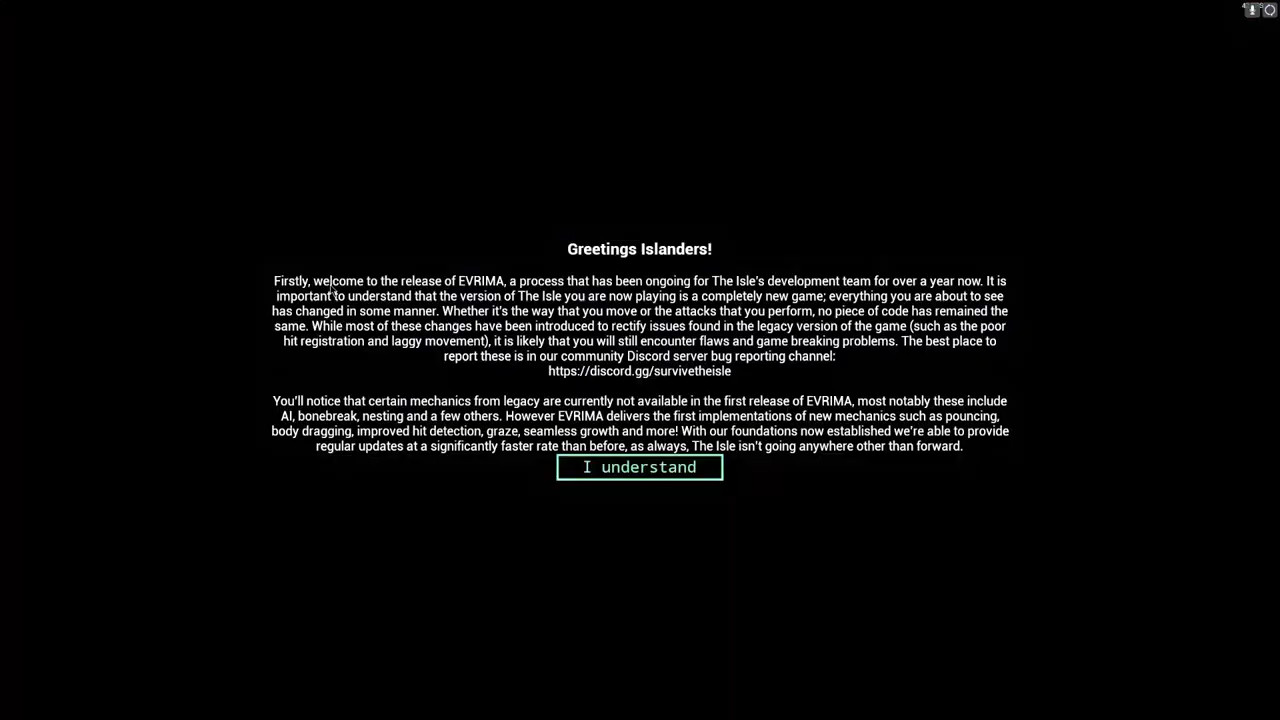 Greetings Islanders!
Firstly, welcome to the release of EVRIMA, a process that has been ongoing for The Isle's development team for over a year now. It is
important to understand that the version of The Isle you are now playing is a completely new game; everything you are about to see
has changed in some manner. Whether it's the way that you move or the attacks that you perform, no piece of code has remained the
same. While most of these changes have been introduced to rectify issues found in the legacy version of the game (such as the poor
hit registration and laggy movement), it is likely that you will still encounter flaws and game breaking problems. The best place to
report these is in our community Discord server bug reporting channel:
https://discord.gg/survivetheisle
You'll notice that certain mechanics from legacy are currently not available in the first release of EVRIMA, most notably these include
AI, bonebreak, nesting and a few others. However EVRIMA delivers the first implementations of new mechanics such as pouncing,
body dragging, improved hit detection, graze, seamless growth and more! With our foundations now established we're able to provide
regular updates at a significantly faster rate than before, as always, The Isle isn't going anywhere other than forward.
I understand